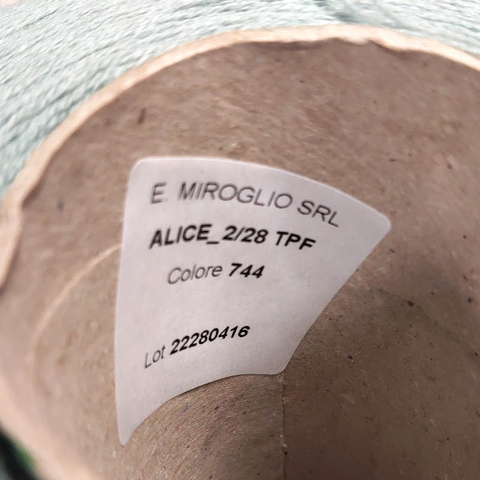 E. MIROGLIO SRL
ALICE_2/28 TPF
Colore 744
Lot 22280416